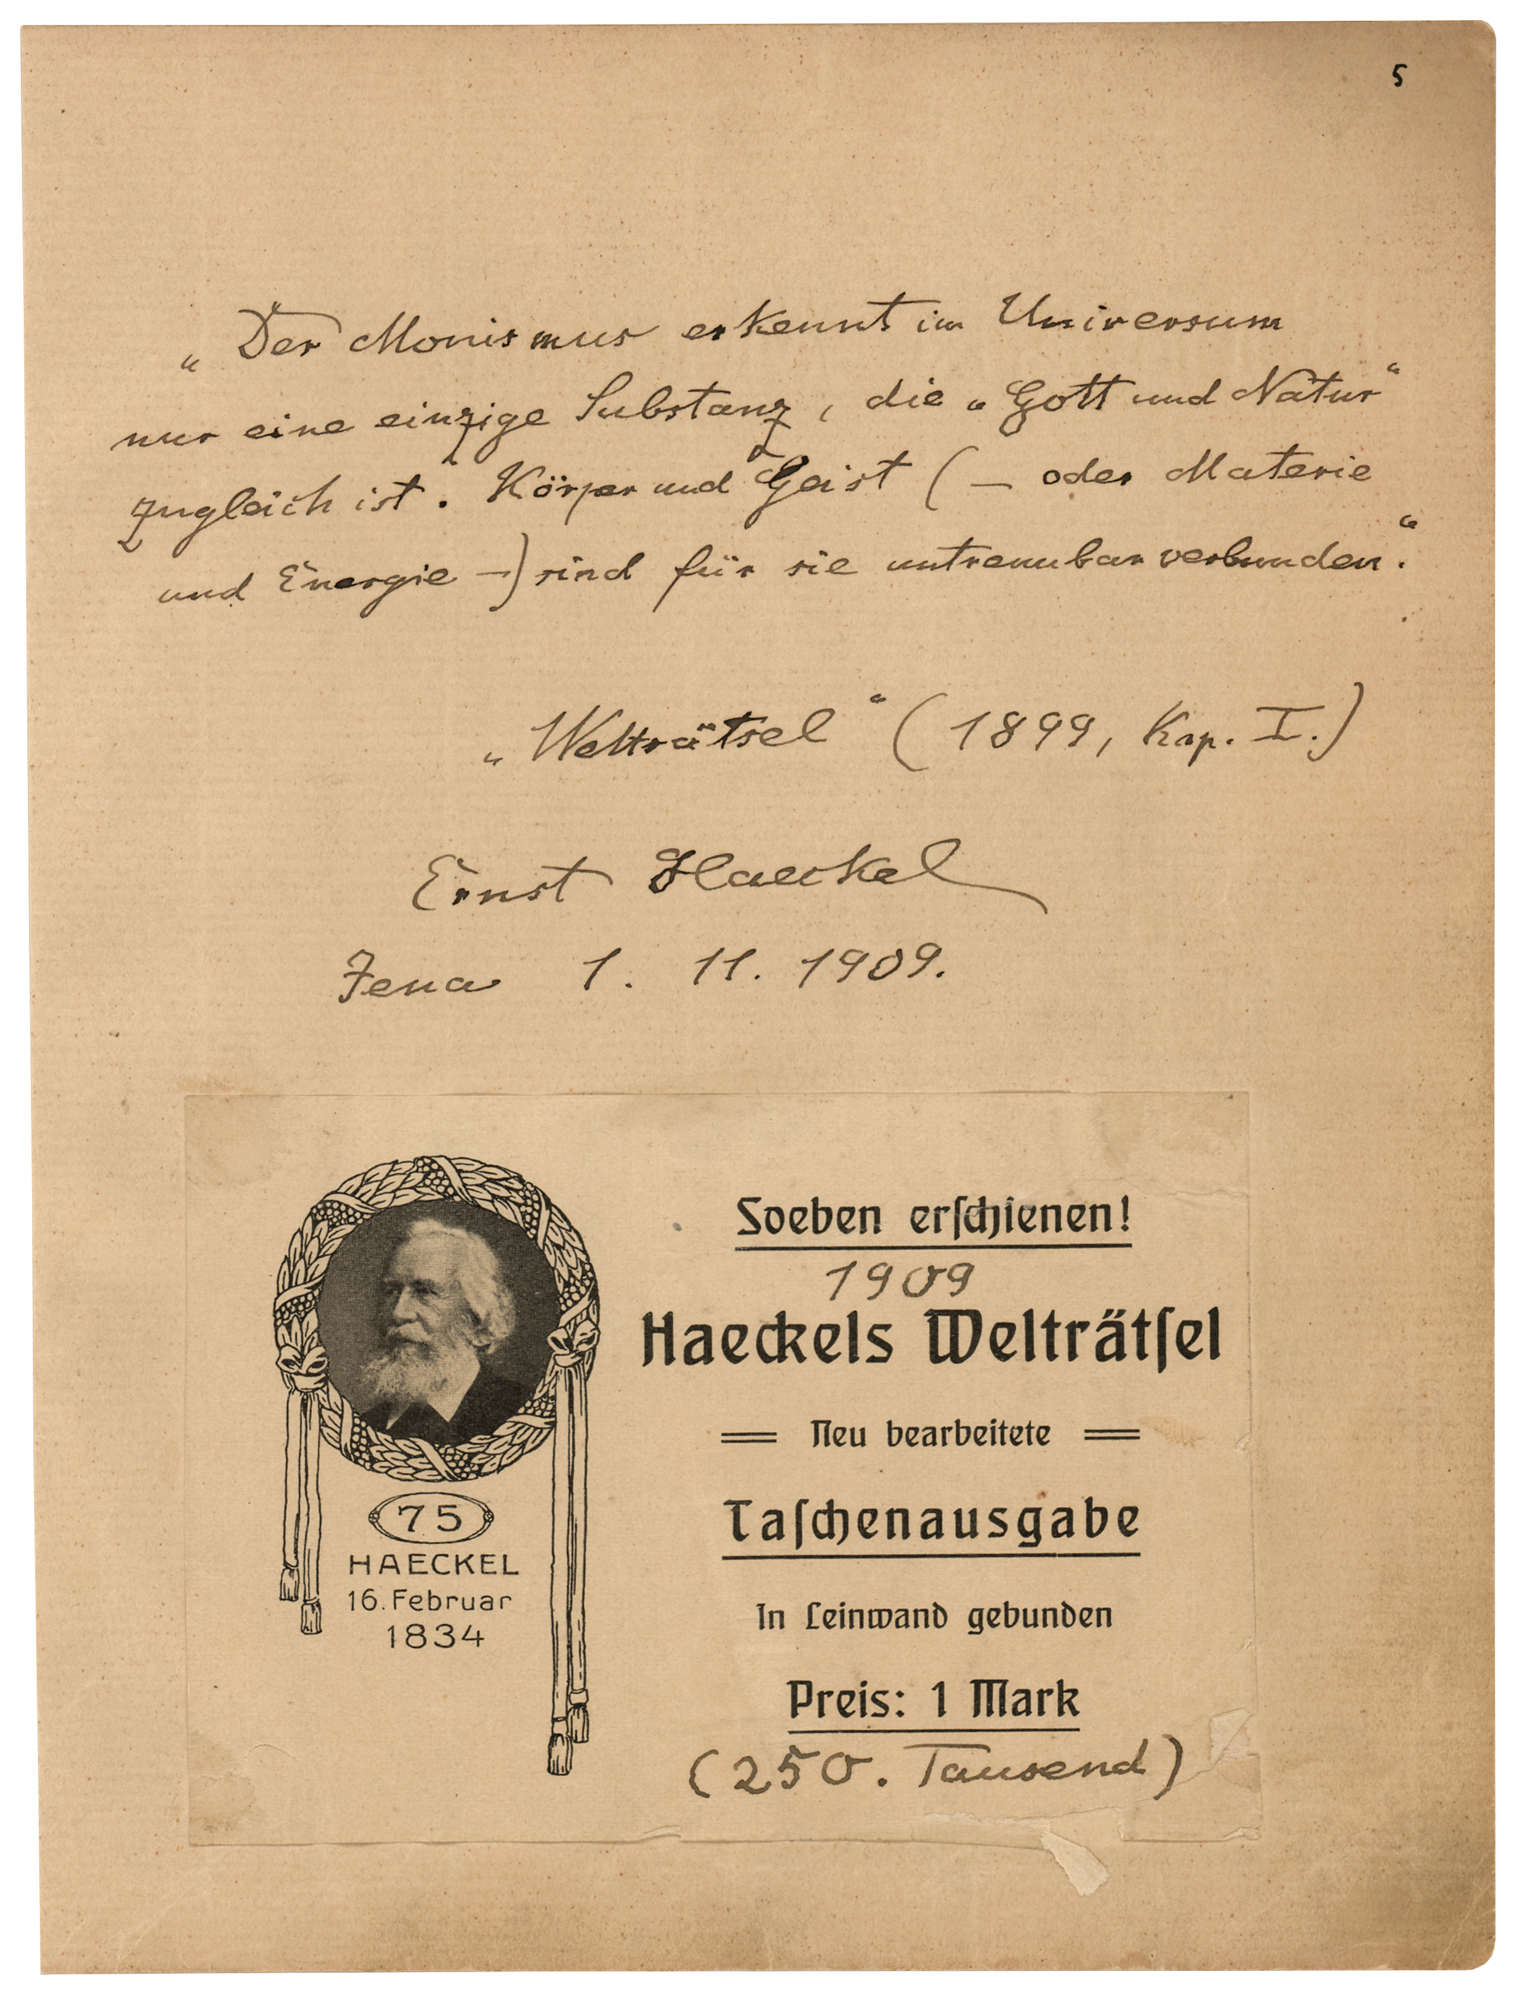 5
„Der Monismus erkennt im Universum
nur eine einzige Substanz, die „Gott und Natur“
zugleich ist. Körper und Geist (— oder Materie
und Energie —) sind für sie untrennbar verbunden.“
„Welträtsel“ (1899, Kap. I.)
Ernst Haeckel
Jena 1. 11. 1909.
75
HAECKEL
16. Februar
1834
Soeben erſchienen!
1909
Haeckels Welträtſel
Neu bearbeitete
Taſchenausgabe
In Leinwand gebunden
Preis: 1 Mark
(250. Tausend)